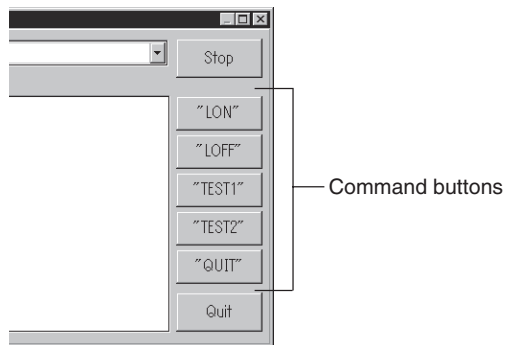 Stop
"LON"
"LOFF"
"TEST1"
"TEST2"
"QUIT"
Quit
Command buttons